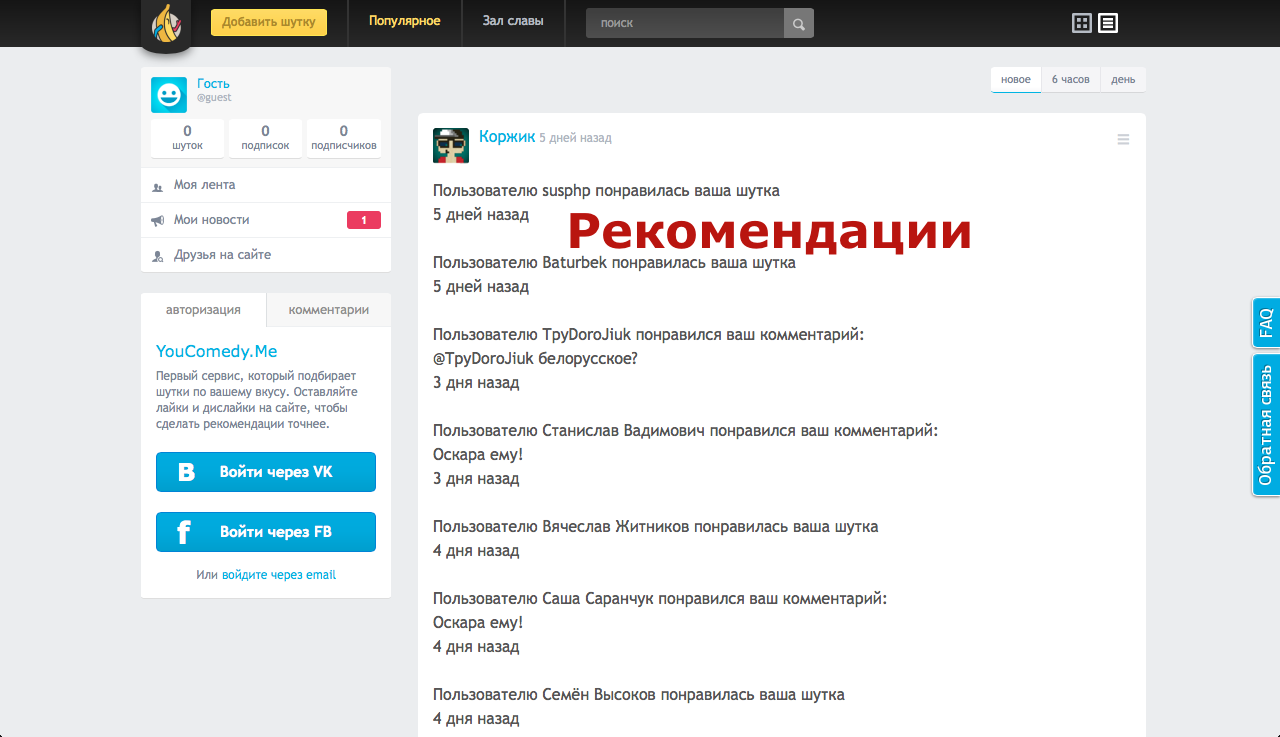 Добавить шутку
Популярное
Зал славы
поиск
Гость
@guest
0
шуток
0
подписок
0
подписчиков
Моя лента
Мои новости
1
Друзья на сайте
авторизация
комментарии
YouComedy.Me
Первый сервис, который подбирает
шутки по вашему вкусу. Оставляйте
лайки и дислайки на сайте, чтобы
сделать рекомендации точнее.
B Войти через VK
f Войти через FB
Или войдите через email
новое
6 часов
день
Коржик 5 дней назад
Пользователю susphp понравилась ваша шутка
5 дней назад
Рекомендации
Пользователю Baturbek понравилась ваша шутка
5 дней назад
Пользователю TpyDoroJiuk понравился ваш комментарий:
@TpyDoroJiuk белорусское?
3 дня назад
Пользователю Станислав Вадимович понравился ваш комментарий:
Оскара ему!
3 дня назад
Пользователю Вячеслав Житников понравилась ваша шутка
4 дня назад
Пользователю Саша Саранчук понравился ваш комментарий:
Оскара ему!
4 дня назад
Пользователю Семён Высоков понравилась ваша шутка
4 дня назад
FAQ
Обратная связь